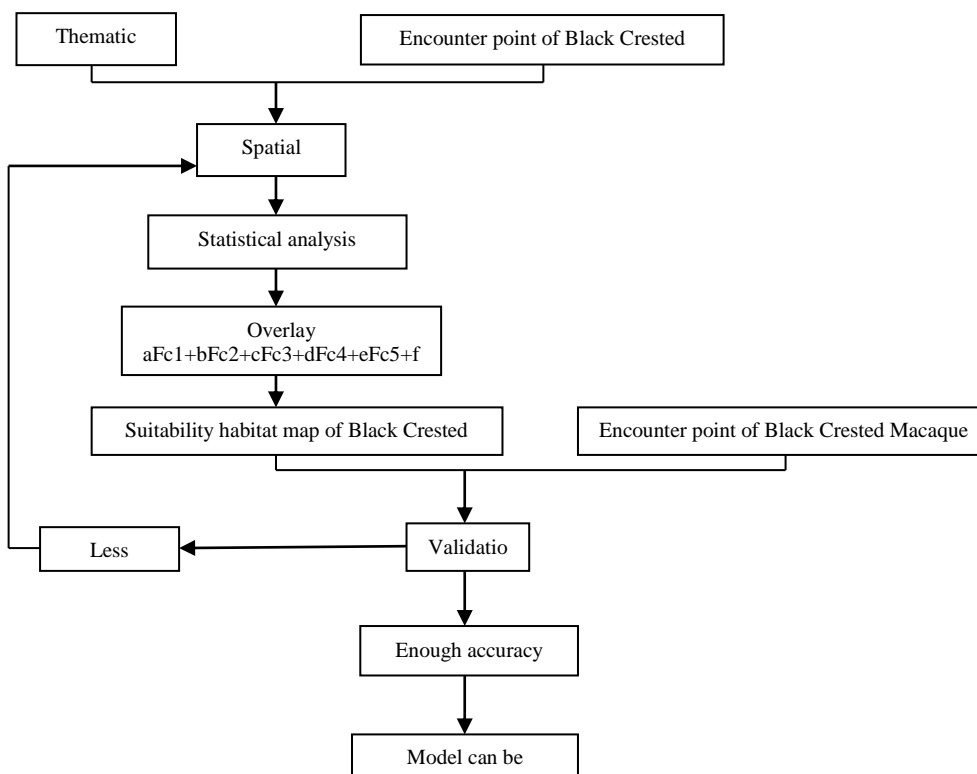 Thematic
Encounter point of Black Crested
Spatial
Statistical analysis
Overlay
aFc1+bFc2+cFc3+dFc4+eFc5+f
Suitability habitat map of Black Crested
Encounter point of Black Crested Macaque
Less
Validatio
Enough accuracy
Model can be